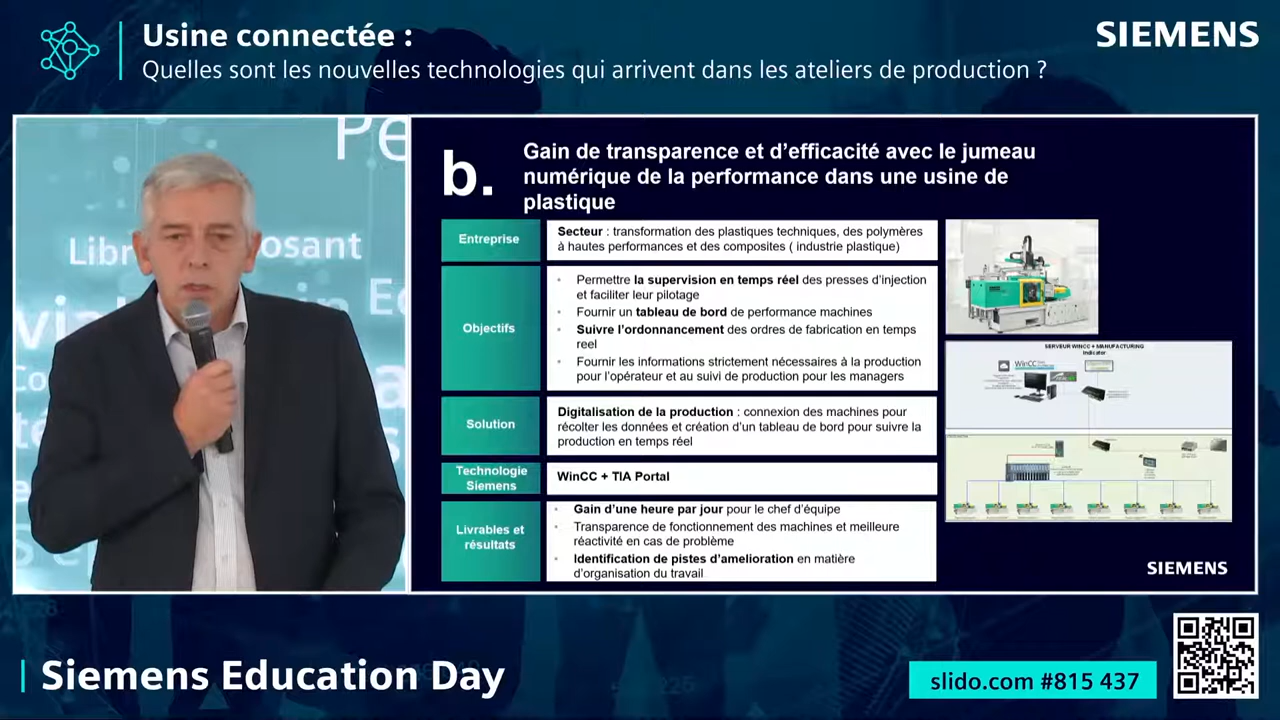 Usine connectée :
Quelles sont les nouvelles technologies qui arrivent dans les ateliers de production ?
SIEMENS
Pe
Libr
osant
b.
Gain de transparence et d’efficacité avec le jumeau
numérique de la performance dans une usine de
plastique
Entreprise
Secteur : transformation des plastiques techniques, des polymères
à hautes performances et des composites ( industrie plastique)
Objectifs
• Permettre la supervision en temps réel des presses d’injection
et faciliter leur pilotage
• Fournir un tableau de bord de performance machines
• Suivre l’ordonnancement des ordres de fabrication en temps
reel
• Fournir les informations strictement nécessaires à la production
pour l’opérateur et au suivi de production pour les managers
Solution
Digitalisation de la production : connexion des machines pour
récolter les données et création d’un tableau de bord pour suivre la
production en temps réel
Technologie
Siemens
WinCC + TIA Portal
Livrables et
résultats
• Gain d’une heure par jour pour le chef d’équipe
• Transparence de fonctionnement des machines et meilleure
réactivité en cas de problème
• Identification de pistes d’amelioration en matière
d’organisation du travail
SERVEUR WINCC + MANUFACTURING
Indicator
WinCC
SIEMENS
Siemens Education Day
slido.com #815 437